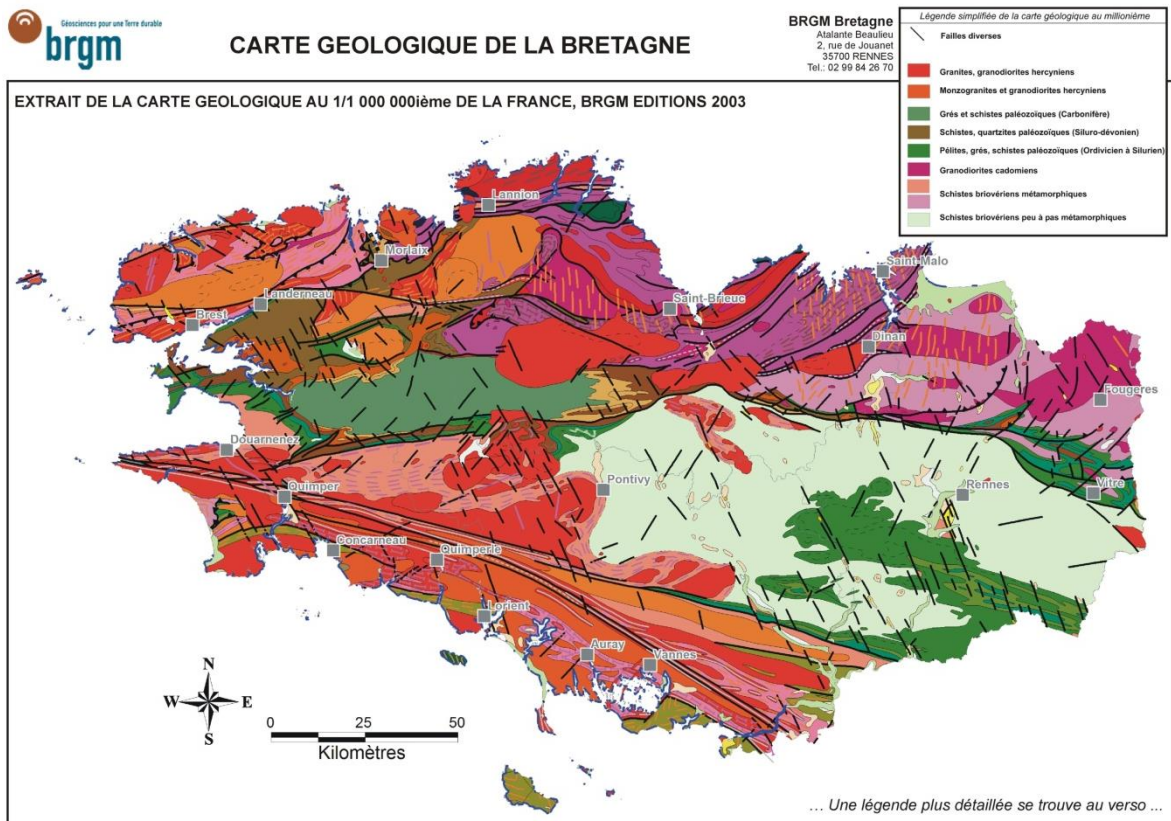 Géosciences pour une Terre durable
brgm
CARTE GEOLOGIQUE DE LA BRETAGNE
BRGM Bretagne
Atalante Beaulieu
2, rue de Jouanet
35700 RENNES
Tel.: 02 99 84 26 70
Légende simplifiée de la carte géologique au millionième
Failles diverses
Granites, granodiorites hercyniens
Monzogranites et granodiorites hercyniens
Grés et schistes paléozoïques (Carbonifère)
Schistes, quartzites paléozoïques (Siluro-dévonien)
Pélites, grés, schistes paléozoïques (Ordivicien à Silurien)
Granodiorites cadomiens
Schistes briovériens métamorphiques
Schistes briovériens peu à pas métamorphiques
EXTRAIT DE LA CARTE GEOLOGIQUE AU 1/1 000 000ième DE LA FRANCE, BRGM EDITIONS 2003
Lannion
Morlaix
Saint-Malo
Landerneau
Saint-Brieuc
Brest
Dinan
Fougeres
Douarnenez
Quimper
Pontivy
Rennes
Vitré
Concarneau
Quimperle
Lorient
Auray
Vannes
N
W E
S
0 25 50
Kilomètres
... Une légende plus détaillée se trouve au verso ...